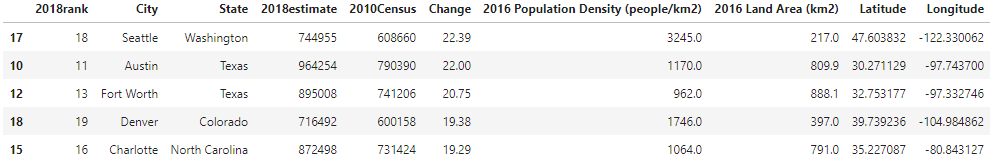 2018rank City State 2018estimate 2010Census Change 2016 Population Density (people/km2) 2016 Land Area (km2) Latitude Longitude
17 18 Seattle Washington 744955 608660 22.39 3245.0 217.0 47.603832 -122.330062
10 11 Austin Texas 964254 790390 22.00 1170.0 809.9 30.271129 -97.743700
12 13 Fort Worth Texas 895008 741206 20.75 962.0 888.1 32.753177 -97.332746
18 19 Denver Colorado 716492 600158 19.38 1746.0 397.0 39.739236 -104.984862
15 16 Charlotte North Carolina 872498 731424 19.29 1064.0 791.0 35.227087 -80.843127